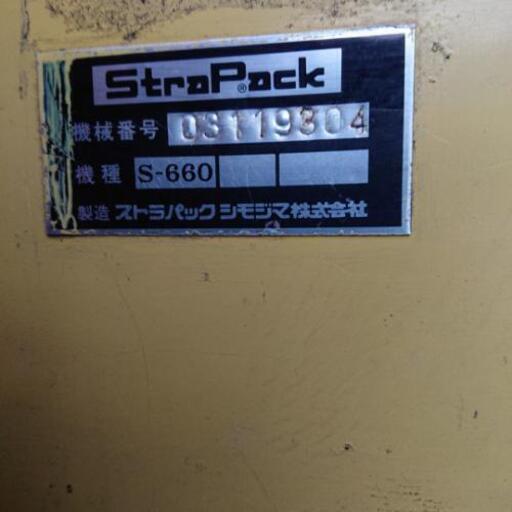 StraPack®
機械番号 03119304
機種 S-660
製造 ストラパック シモジマ株式会社